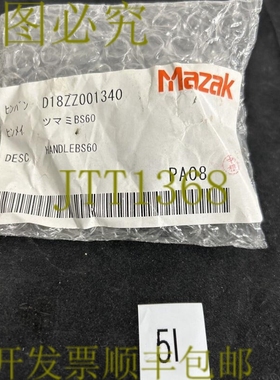 图必究
Mazak
ヒンバン D18ZZ001340
ヒンメイ ツマミBS60
DESC HANDLEBS60
PA08
JTT1368
51
开发票顺丰包邮